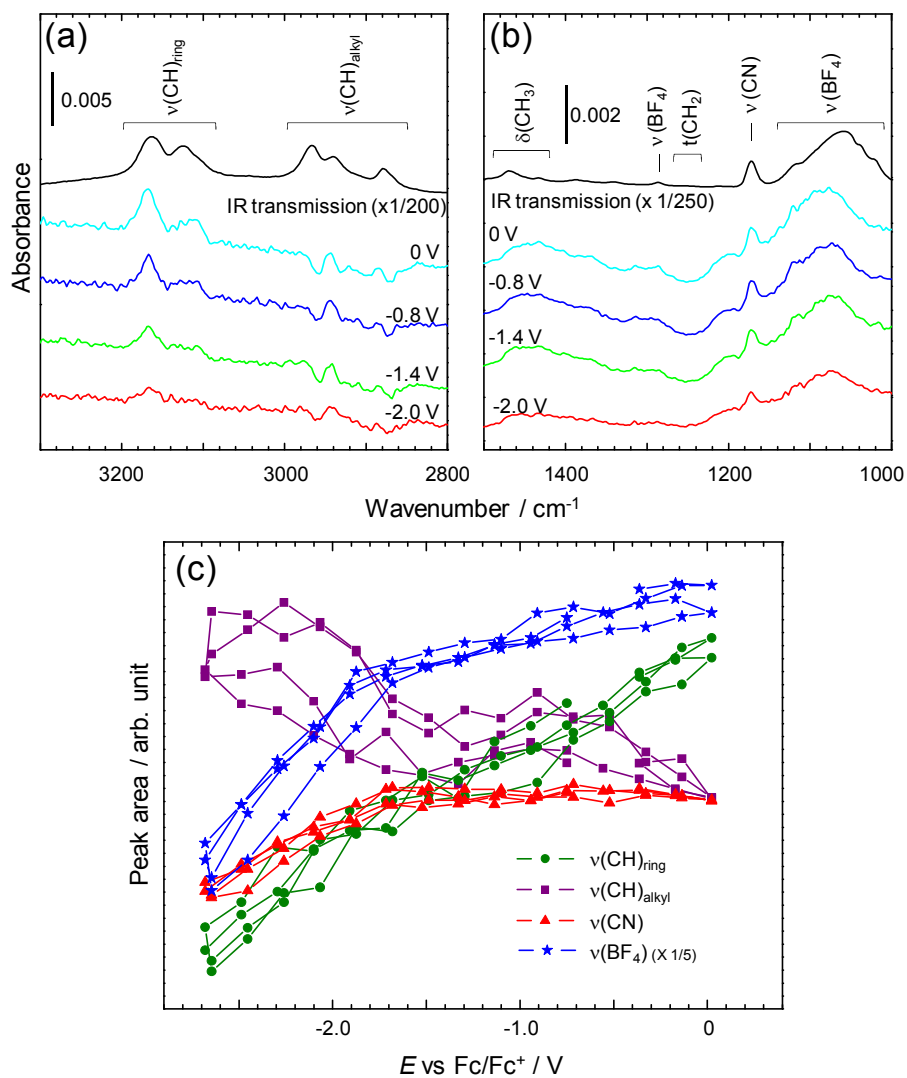 (a)
ν(CH)ring
ν(CH)alkyl
0.005
IR transmission (x1/200)
0 V
-0.8 V
-1.4 V
-2.0 V
3200 3000 2800
(b)
δ(CH3)
0.002
ν (BF4)
t(CH2)
ν (CN)
ν(BF4)
IR transmission (x 1/250)
0 V
-0.8 V
-1.4 V
-2.0 V
1400 1200 1000
Absorbance
Wavenumber / cm-1
(c)
Peak area / arb. unit
ν(CH)ring
ν(CH)alkyl
ν(CN)
ν(BF4) (X 1/5)
-2.0 -1.0 0
E vs Fc/Fc+ / V